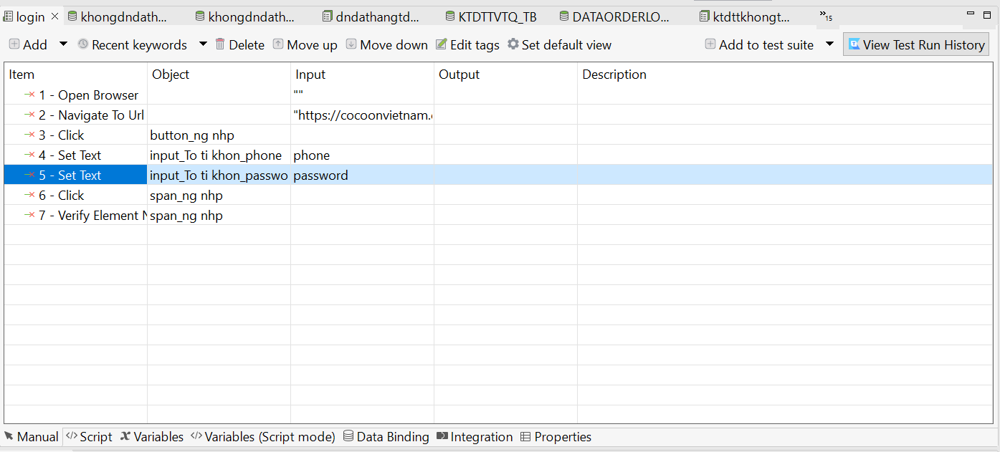 login khongdndath... khongdndath... dndathangtd... KTDTTVTQ_TB DATAORDERLO... ktdttkhongt... »15
Add Recent keywords Delete Move up Move down Edit tags Set default view Add to test suite View Test Run History
Item Object Input Output Description
1 - Open Browser ""
2 - Navigate To Url "https://cocoonvietnam.
3 - Click button_ng nhp
4 - Set Text input_To ti khon_phone phone
5 - Set Text input_To ti khon_passwo password
6 - Click span_ng nhp
7 - Verify Element N span_ng nhp
Manual Script Variables Variables (Script mode) Data Binding Integration Properties